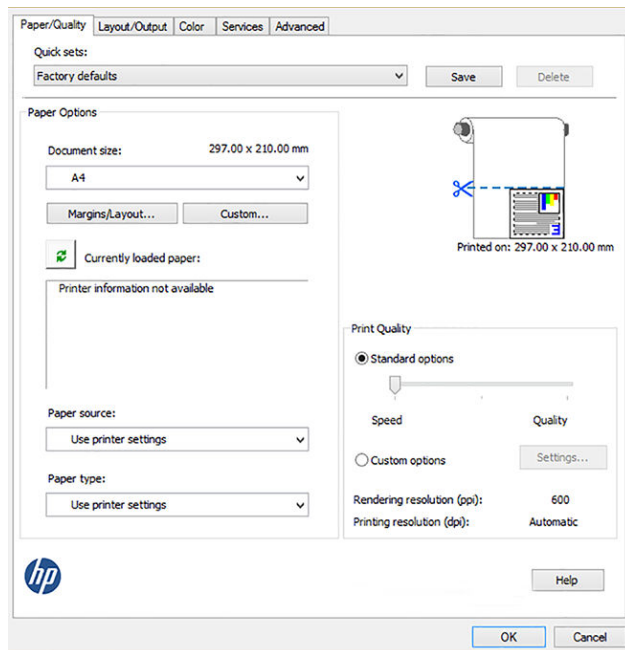 Paper/Quality Layout/Output Color Services Advanced
Quick sets:
Factory defaults
Save Delete
Paper Options
Document size: 297.00 x 210.00 mm
A4
Margins/Layout... Custom...
Currently loaded paper:
Printer information not available
Paper source:
Use printer settings
Paper type:
Use printer settings
Printed on: 297.00 x 210.00 mm
Print Quality
Standard options
Speed Quality
Custom options Settings...
Rendering resolution (ppi): 600
Printing resolution (dpi): Automatic
hp
Help
OK Cancel